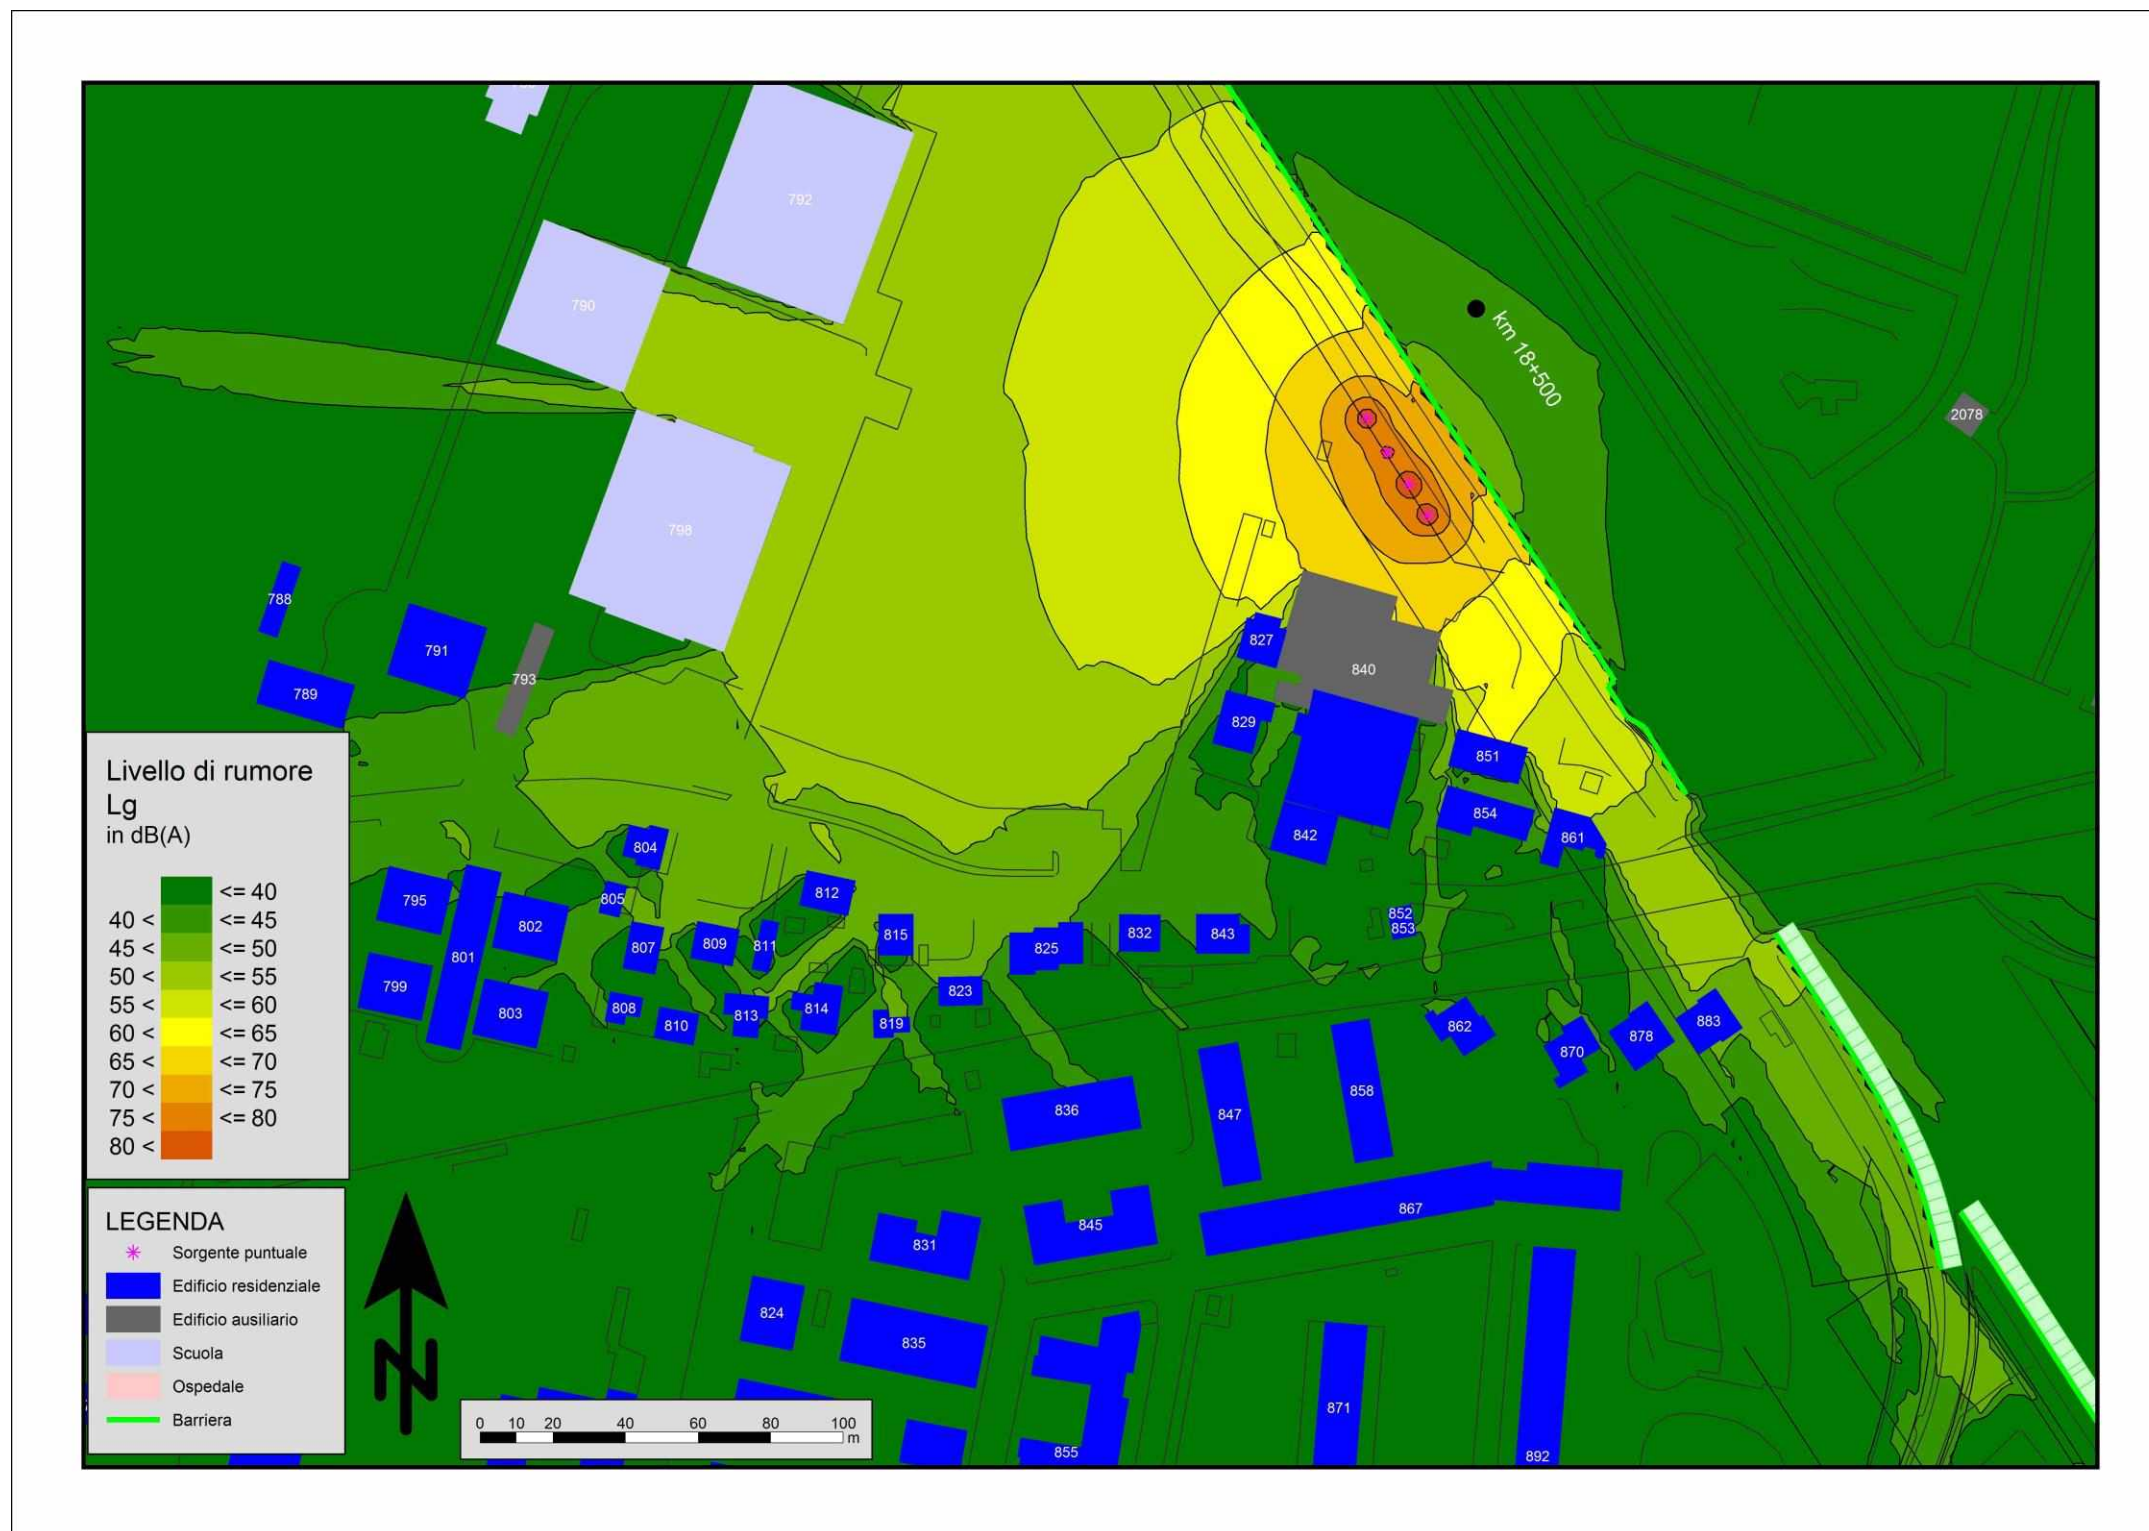 792
790
km 18+500
2078
798
788
791
827
793
840
789
829
851
Livello di rumore
Lg
in dB(A)
<= 40
40 < <= 45
45 < <= 50
50 < <= 55
55 < <= 60
60 < <= 65
65 < <= 70
70 < <= 75
75 < <= 80
80 <
854
842
861
804
812
795
805
802
852
853
815
832
843
807
809
811
825
801
799
823
803
808
814
813
810
819
862
883
878
870
836
847
858
867
845
831
824
835
871
892
855
LEGENDA
Sorgente puntuale
Edificio residenziale
Edificio ausiliario
Scuola
Ospedale
Barriera
N
0 10 20 40 60 80 100
m